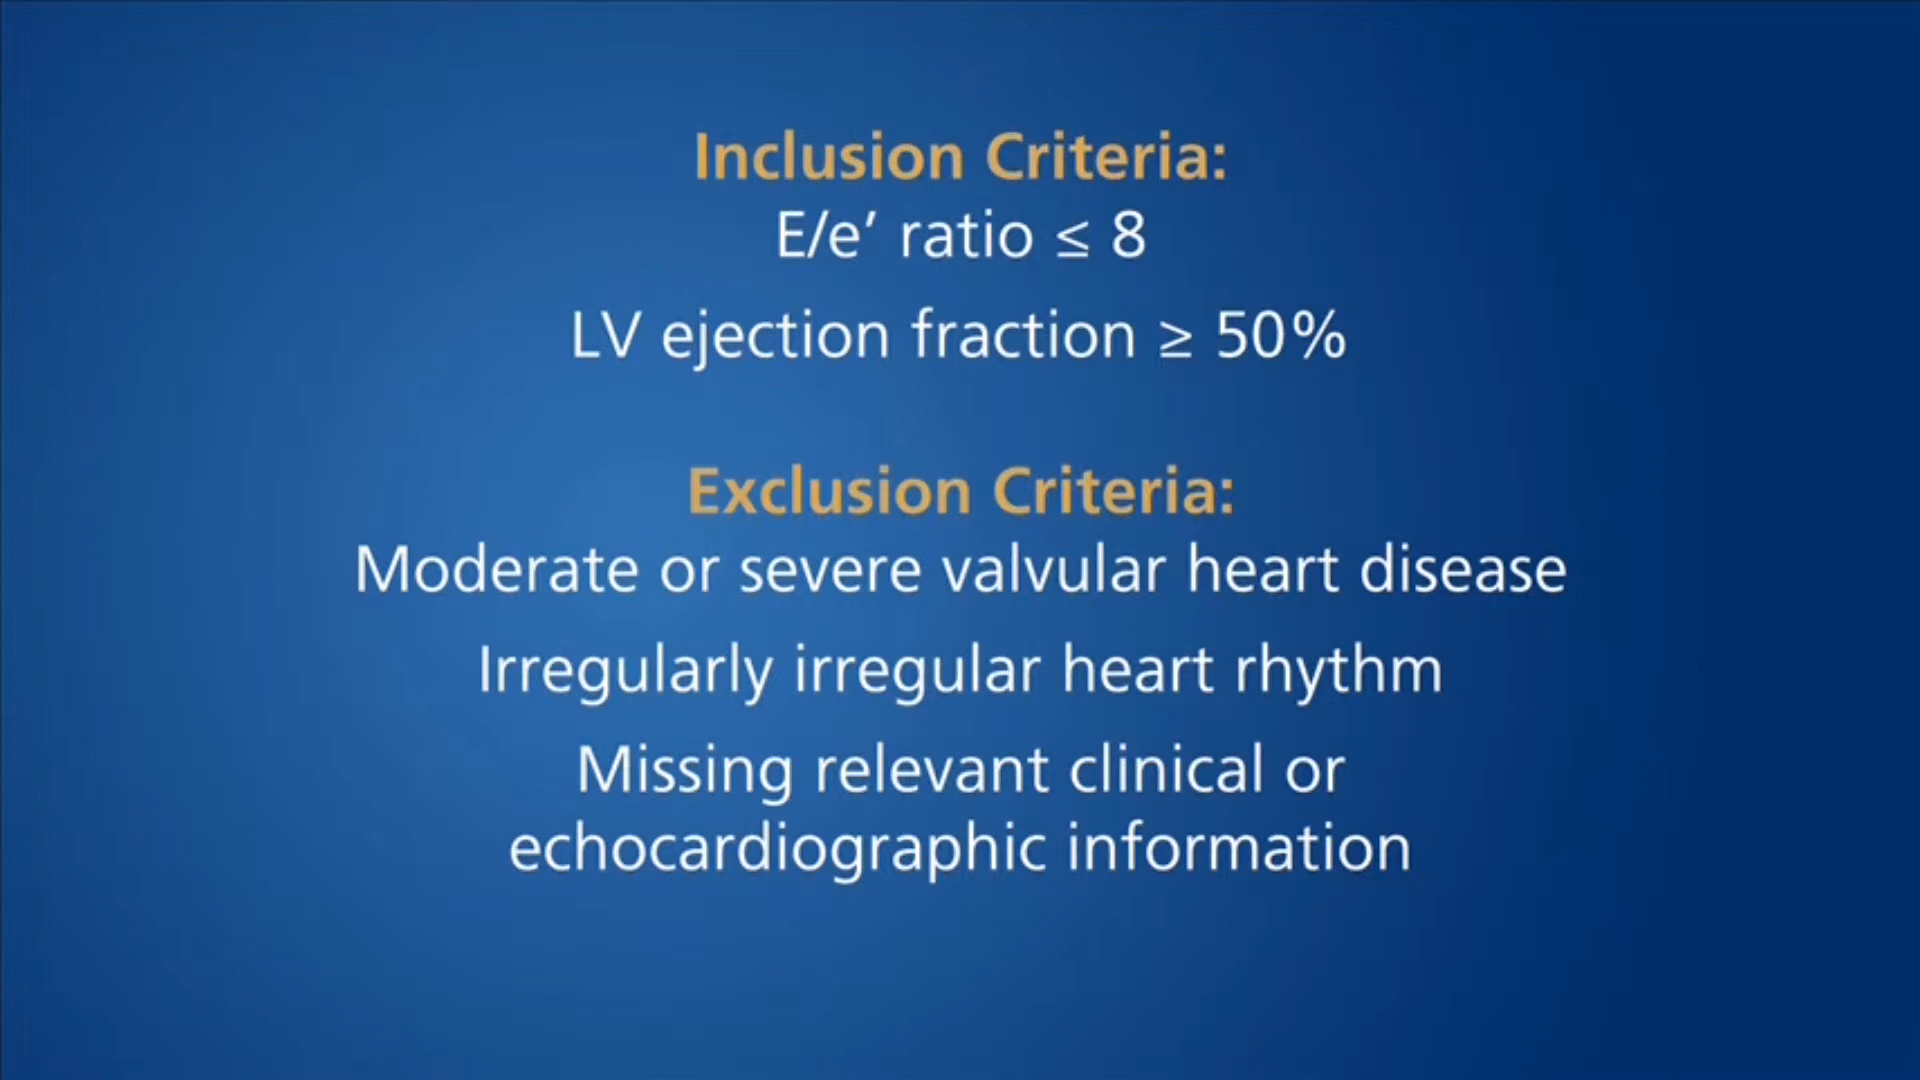 Inclusion Criteria:
E/e’ ratio ≤ 8
LV ejection fraction ≥ 50%
Exclusion Criteria:
Moderate or severe valvular heart disease
Irregularly irregular heart rhythm
Missing relevant clinical or
echocardiographic information